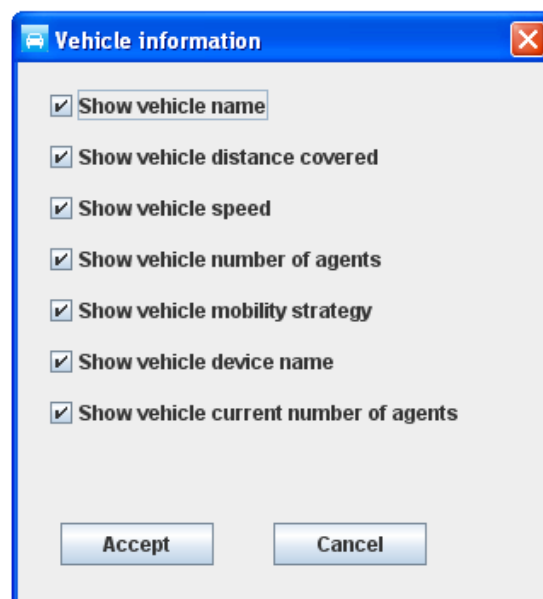 Vehicle information
Show vehicle name
Show vehicle distance covered
Show vehicle speed
Show vehicle number of agents
Show vehicle mobility strategy
Show vehicle device name
Show vehicle current number of agents
Accept Cancel